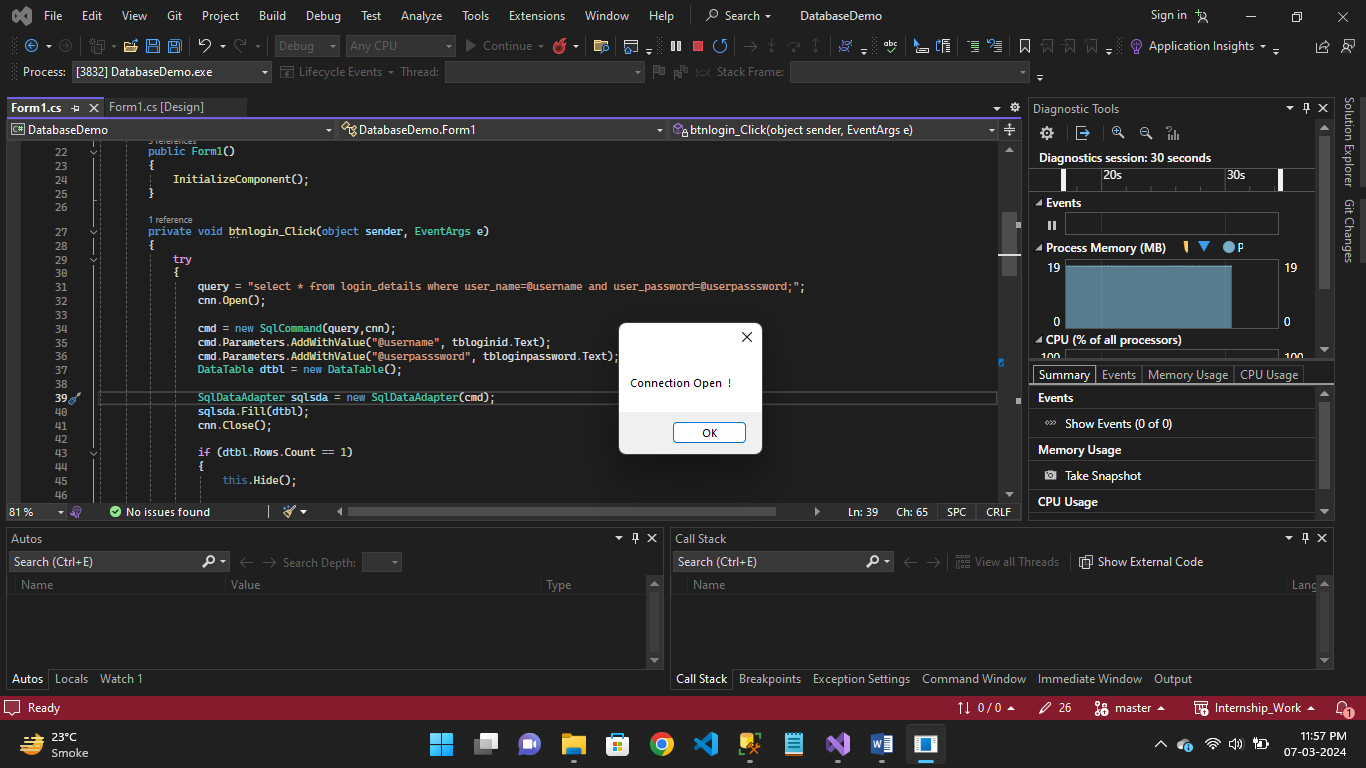 File Edit View Git Project Build Debug Test Analyze Tools Extensions Window Help Search DatabaseDemo Sign in
Debug Any CPU Continue Application Insights
Process: [3832] DatabaseDemo.exe Lifecycle Events Thread: Stack Frame:
Form1.cs Form1.cs [Design]
DatabaseDemo DatabaseDemo.Form1 btnlogin_Click(object sender, EventArgs e)
22 public Form1()
23 {
24 InitializeComponent();
25 }
26
1 reference
27 private void btnlogin_Click(object sender, EventArgs e)
28 {
29 try
30 {
31 query = "select * from login_details where user_name=@username and user_password=@userpasssword;";
32 cnn.Open();
33
34 cmd = new SqlCommand(query,cnn);
35 cmd.Parameters.AddWithValue("@username", tbloginid.Text);
36 cmd.Parameters.AddWithValue("@userpasssword", tbloginpassword.Text);
37 DataTable dtbl = new DataTable();
38
39 SqlDataAdapter sqlsda = new SqlDataAdapter(cmd);
40 sqlsda.Fill(dtbl);
41 cnn.Close();
42
43 if (dtbl.Rows.Count == 1)
44 {
45 this.Hide();
46
81 % No issues found Ln: 39 Ch: 65 SPC CRLF
Connection Open !
OK
Diagnostic Tools
Diagnostics session: 30 seconds
20s 30s
Events
Process Memory (MB) P
19 19
0 0
CPU (% of all processors)
100 100
Summary Events Memory Usage CPU Usage
Events
Show Events (0 of 0)
Memory Usage
Take Snapshot
CPU Usage
Solution Explorer
Git Changes
Autos
Search (Ctrl+E) Search Depth:
Name Value Type
Autos Locals Watch 1
Call Stack
Search (Ctrl+E) View all Threads Show External Code
Name Lang
Call Stack Breakpoints Exception Settings Command Window Immediate Window Output
Ready 0 / 0 26 master Internship_Work 1
23°C
Smoke
11:57 PM
07-03-2024